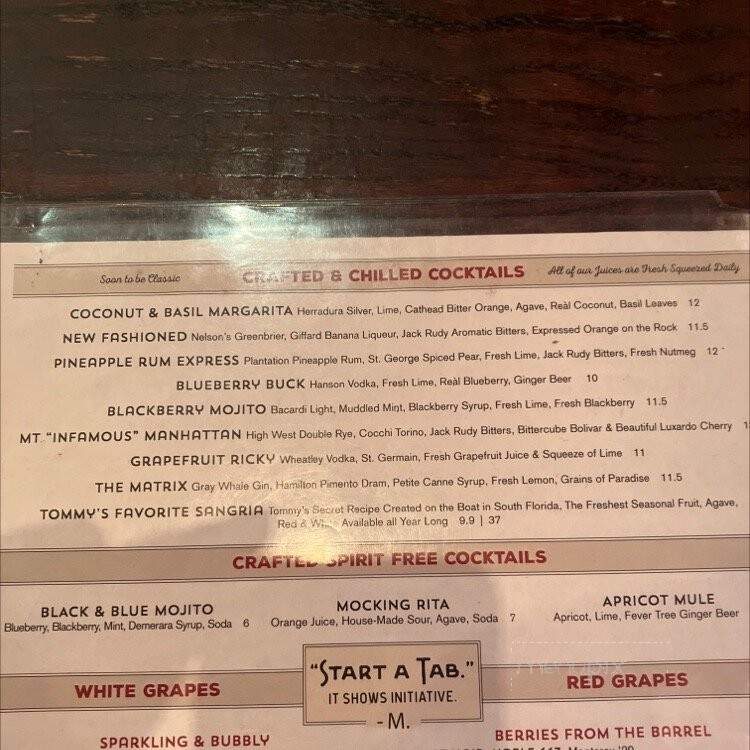 Soon to be Classic CRAFTED & CHILLED COCKTAILS All of our Juices are Fresh Squeezed Daily
COCONUT & BASIL MARGARITA Herradura Silver, Lime, Cathead Bitter Orange, Agave, Reàl Coconut, Basil Leaves 12
NEW FASHIONED Nelson's Greenbrier, Giffard Banana Liqueur, Jack Rudy Aromatic Bitters, Expressed Orange on the Rock 11.5
PINEAPPLE RUM EXPRESS Plantation Pineapple Rum, St. George Spiced Pear, Fresh Lime, Jack Rudy Bitters, Fresh Nutmeg 12
BLUEBERRY BUCK Hanson Vodka, Fresh Lime, Reàl Blueberry, Ginger Beer 10
BLACKBERRY MOJITO Bacardi Light, Muddled Mint, Blackberry Syrup, Fresh Lime, Fresh Blackberry 11.5
MT "INFAMOUS" MANHATTAN High West Double Rye, Cocchi Torino, Jack Rudy Bitters, Bittercube Bolivar & Beautiful Luxardo Cherry
GRAPEFRUIT RICKY Wheatley Vodka, St. Germain, Fresh Grapefruit Juice & Squeeze of Lime 11
THE MATRIX Gray Whale Gin, Hamilton Pimento Dram, Petite Canne Syrup, Fresh Lemon, Grains of Paradise 11.5
TOMMY'S FAVORITE SANGRIA Tommy's Secret Recipe Created on the Boat in South Florida, The Freshest Seasonal Fruit, Agave,
Red & White Available all Year Long 9.9 | 37
CRAFTED SPIRIT FREE COCKTAILS
BLACK & BLUE MOJITO
Blueberry, Blackberry, Mint, Demerara Syrup, Soda 6
MOCKING RITA
Orange Juice, House-Made Sour, Agave, Soda 7
APRICOT MULE
Apricot, Lime, Fever Tree Ginger Beer
"START A TAB."
IT SHOWS INITIATIVE.
- M. -
WHITE GRAPES
RED GRAPES
SPARKLING & BUBBLY
BERRIES FROM THE BARREL